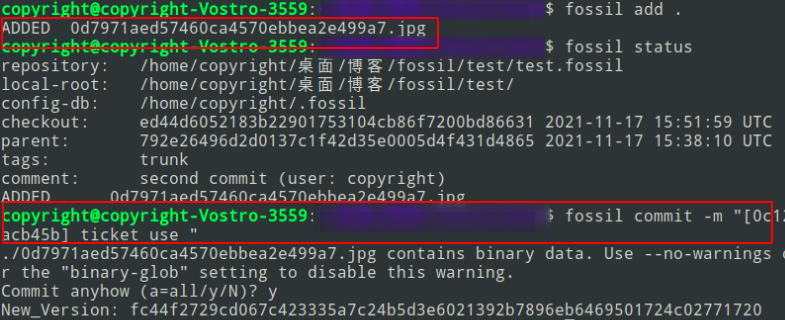 copyright@copyright-Vostro-3559: $ fossil add .
ADDED 0d7971aed57460ca4570ebbea2e499a7.jpg
copyright@copyright-Vostro-3559: $ fossil status
repository: /home/copyright/桌面/博客/fossil/test/test.fossil
local-root: /home/copyright/桌面/博客/fossil/test/
config-db: /home/copyright/.fossil
checkout: ed44d6052183b22901753104cb86f7200bd86631 2021-11-17 15:51:59 UTC
parent: 792e26496d2d0137c1f42d35e0005d4f431d4865 2021-11-17 15:38:10 UTC
tags: trunk
comment: second commit (user: copyright)
ADDED 0d7971aed57460ca4570ebbea2e499a7.jpg
copyright@copyright-Vostro-3559: $ fossil commit -m "[0c12
acb45b] ticket use "
./0d7971aed57460ca4570ebbea2e499a7.jpg contains binary data. Use --no-warnings o
r the "binary-glob" setting to disable this warning.
Commit anyhow (a=all/y/N)? y
New_Version: fc44f2729cd067c423335a7c24b5d3e6021392b7896eb6469501724c02771720